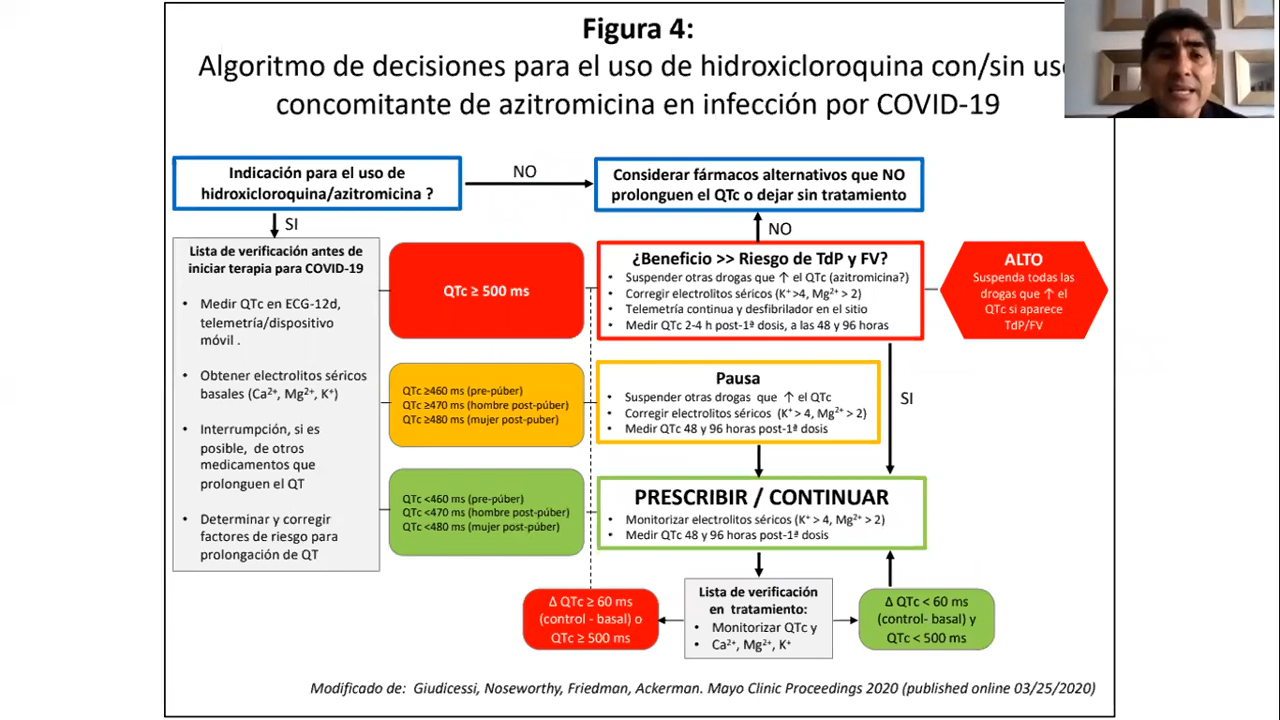 Figura 4:
Algoritmo de decisiones para el uso de hidroxicloroquina con/sin
concomitante de azitromicina en infección por COVID-19
Indicación para el uso de
hidroxicloroquina/azitromicina ?
NO
Considerar fármacos alternativos que NO
prolonguen el QTc o dejar sin tratamiento
SI
NO
Lista de verificación antes de
iniciar terapia para COVID-19
• Medir QTc en ECG-12d,
telemetría/dispositivo
móvil .
• Obtener electrolitos séricos
basales (Ca²⁺, Mg²⁺, K⁺)
• Interrumpción, si es
posible, de otros
medicamentos que
prolonguen el QT
• Determinar y corregir
factores de riesgo para
prolongación de QT
QTc ≥ 500 ms
¿Beneficio >> Riesgo de TdP y FV?
• Suspender otras drogas que ↑ el QTc (azitromicina?)
• Corregir electrolitos séricos (K⁺ >4, Mg²⁺ > 2)
• Telemetría continua y desfibrilador en el sitio
• Medir QTc 2-4 h post-1ª dosis, a las 48 y 96 horas
ALTO
Suspenda todas las
drogas que ↑ el
QTc si aparece
TdP/FV
QTc ≥460 ms (pre-púber)
QTc ≥470 ms (hombre post-púber)
QTc ≥480 ms (mujer post-puber)
Pausa
• Suspender otras drogas que ↑ el QTc
• Corregir electrolitos séricos (K⁺ > 4, Mg²⁺ > 2)
• Medir QTc 48 y 96 horas post-1ª dosis
SI
QTc <460 ms (pre-púber)
QTc <470 ms (hombre post-púber)
QTc <480 ms (mujer post-púber)
PRESCRIBIR / CONTINUAR
• Monitorizar electrolitos séricos (K⁺ > 4, Mg²⁺ > 2)
• Medir QTc 48 y 96 horas post-1ª dosis
Δ QTc ≥ 60 ms
(control - basal) o
QTc ≥ 500 ms
Lista de verificación
en tratamiento:
• Monitorizar QTc y
• Ca²⁺, Mg²⁺, K⁺
Δ QTc < 60 ms
(control- basal) y
QTc < 500 ms
Modificado de: Giudicessi, Noseworthy, Friedman, Ackerman. Mayo Clinic Proceedings 2020 (published online 03/25/2020)